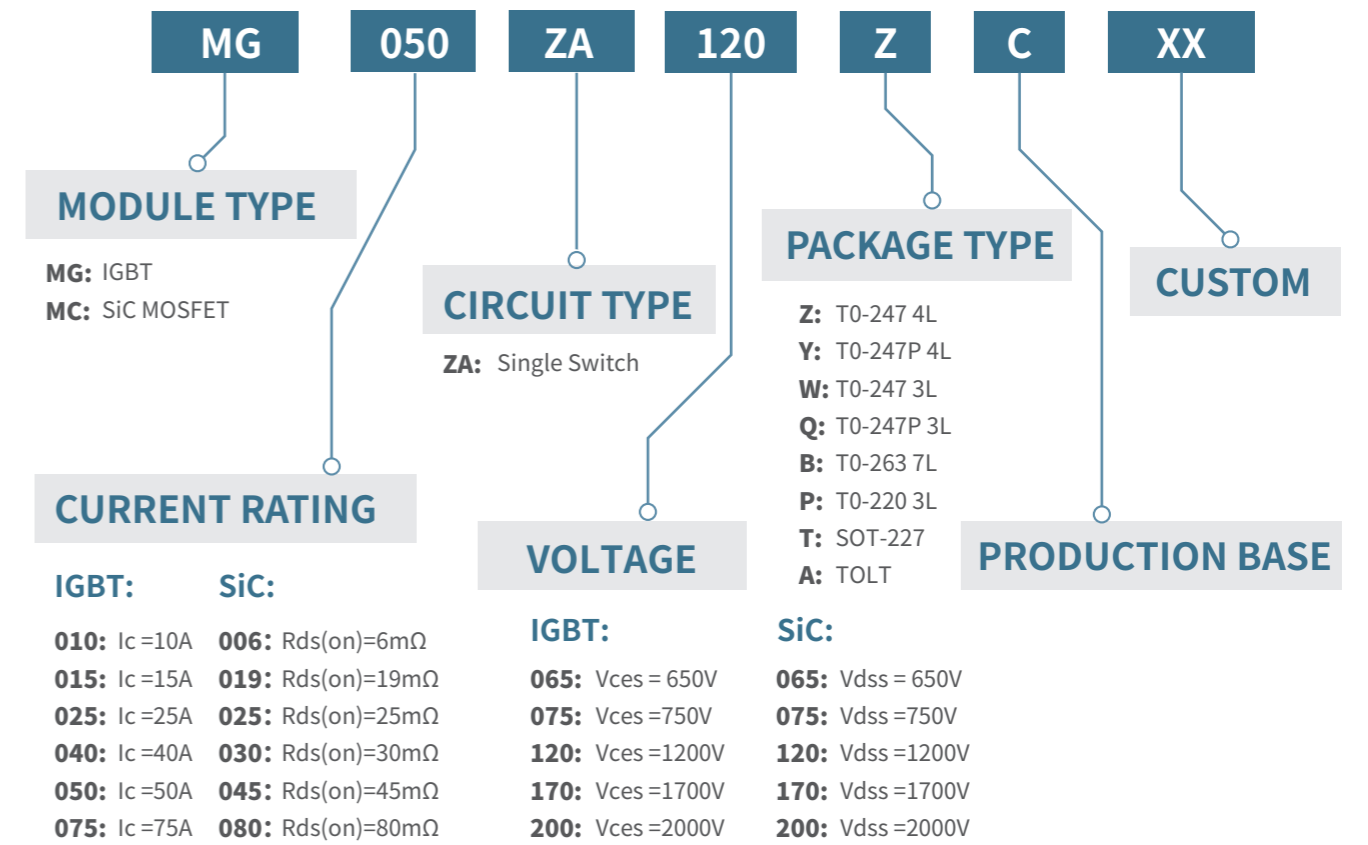 MG 050 ZA 120 Z C XX
MODULE TYPE
MG: IGBT
MC: SiC MOSFET
CURRENT RATING
IGBT: SiC:
010: Ic =10A 006: Rds(on)=6mΩ
015: Ic =15A 019: Rds(on)=19mΩ
025: Ic =25A 025: Rds(on)=25mΩ
040: Ic =40A 030: Rds(on)=30mΩ
050: Ic =50A 045: Rds(on)=45mΩ
075: Ic =75A 080: Rds(on)=80mΩ
CIRCUIT TYPE
ZA: Single Switch
VOLTAGE
IGBT: SiC:
065: Vces = 650V 065: Vdss = 650V
075: Vces =750V 075: Vdss =750V
120: Vces =1200V 120: Vdss =1200V
170: Vces =1700V 170: Vdss =1700V
200: Vces =2000V 200: Vdss =2000V
PACKAGE TYPE
Z: T0-247 4L
Y: T0-247P 4L
W: T0-247 3L
Q: T0-247P 3L
B: T0-263 7L
P: T0-220 3L
T: SOT-227
A: TOLT
PRODUCTION BASE
CUSTOM